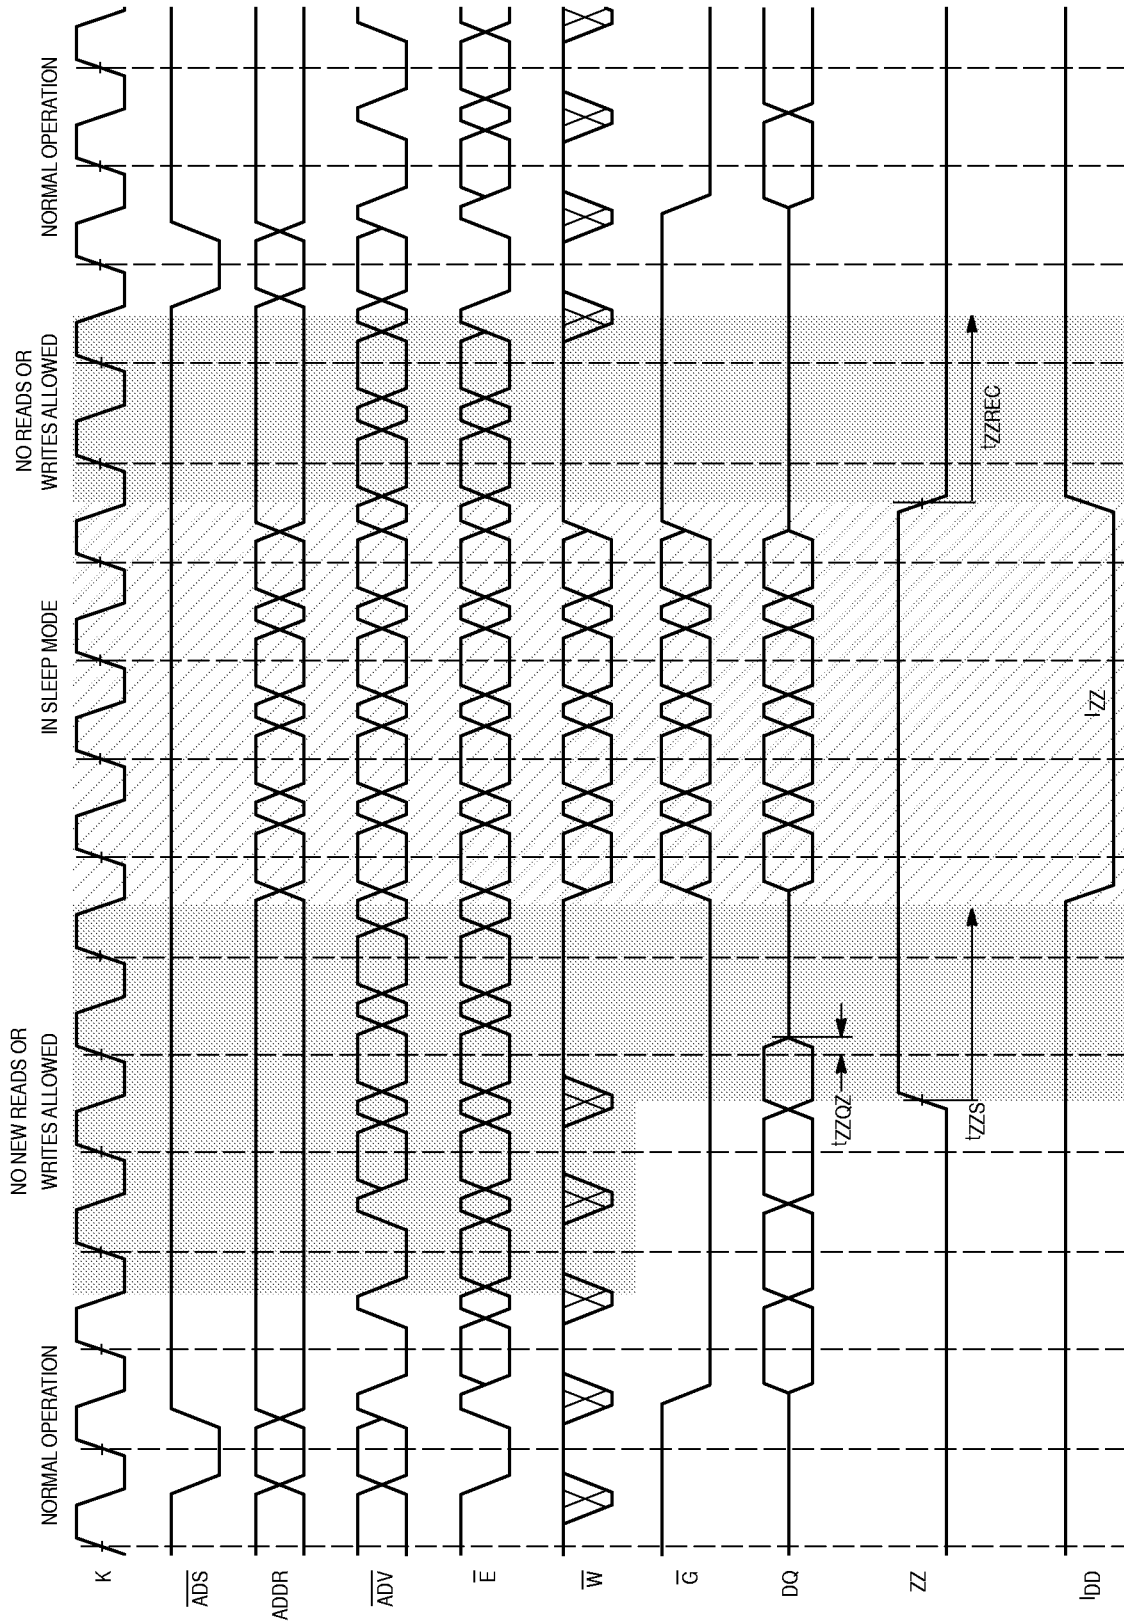 NORMAL OPERATION
NO NEW READS OR
WRITES ALLOWED
IN SLEEP MODE
NO READS OR
WRITES ALLOWED
NORMAL OPERATION
K
ADS
ADDR
ADV
E
W
G
DQ
tZZQZ
ZZ
tZZS
tZZREC
IDD
IZZ